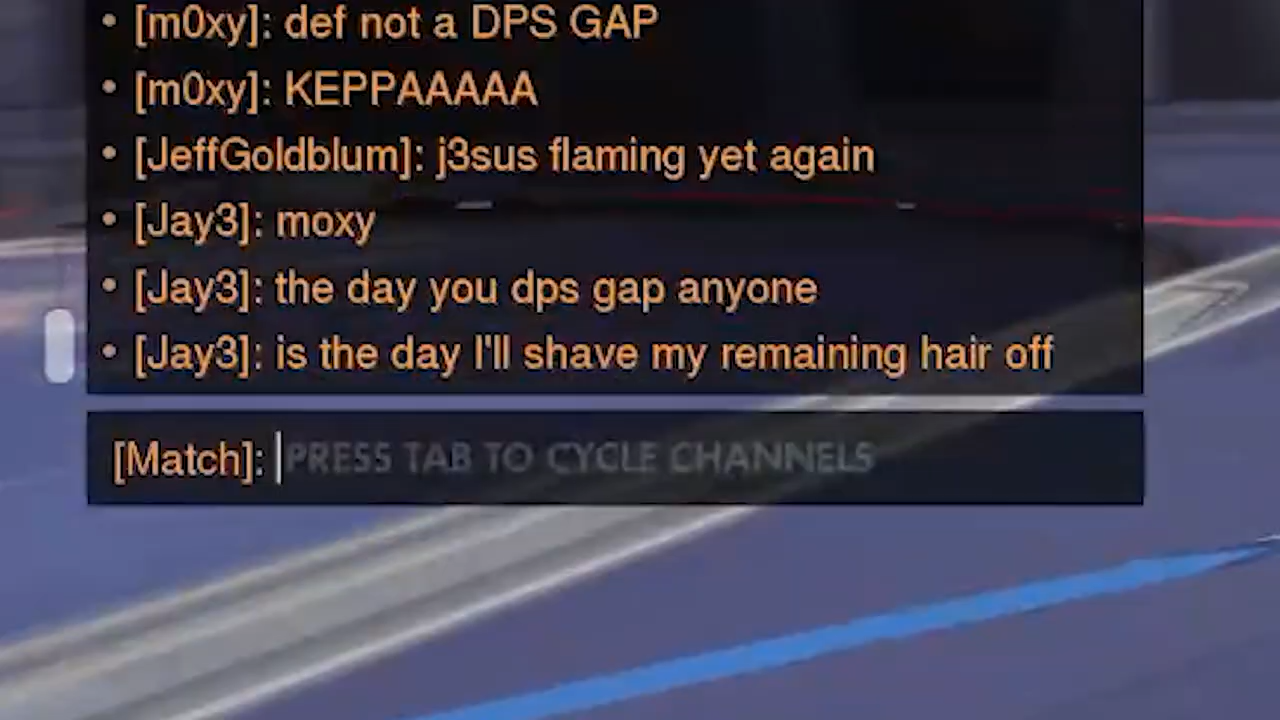 • [m0xy]: def not a DPS GAP
• [m0xy]: KEPPAAAAA
• [JeffGoldblum]: j3sus flaming yet again
• [Jay3]: moxy
• [Jay3]: the day you dps gap anyone
• [Jay3]: is the day I'll shave my remaining hair off
[Match]: PRESS TAB TO CYCLE CHANNELS